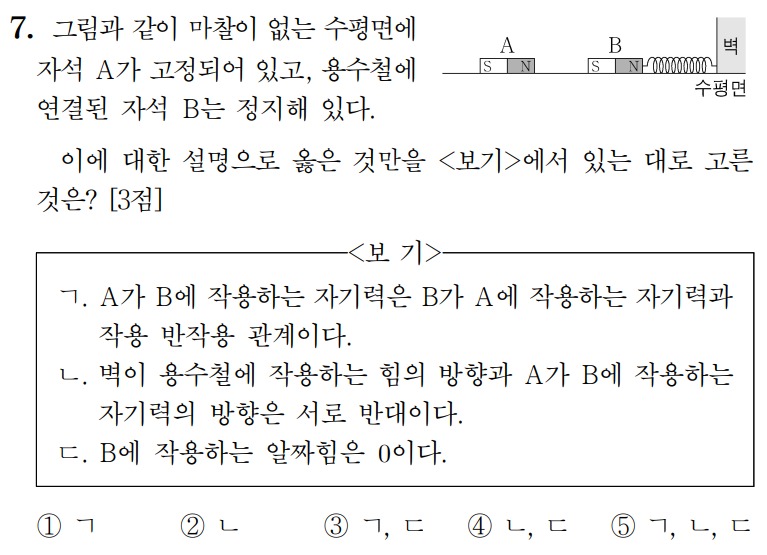 7. 그림과 같이 마찰이 없는 수평면에
자석 A가 고정되어 있고, 용수철에
연결된 자석 B는 정지해 있다.
A
B
S N
S N
벽
수평면
이에 대한 설명으로 옳은 것만을 <보기>에서 있는 대로 고른
것은? [3점]
<보 기>
ㄱ. A가 B에 작용하는 자기력은 B가 A에 작용하는 자기력과
작용 반작용 관계이다.
ㄴ. 벽이 용수철에 작용하는 힘의 방향과 A가 B에 작용하는
자기력의 방향은 서로 반대이다.
ㄷ. B에 작용하는 알짜힘은 0이다.
① ㄱ ② ㄴ ③ ㄱ, ㄷ ④ ㄴ, ㄷ ⑤ ㄱ, ㄴ, ㄷ